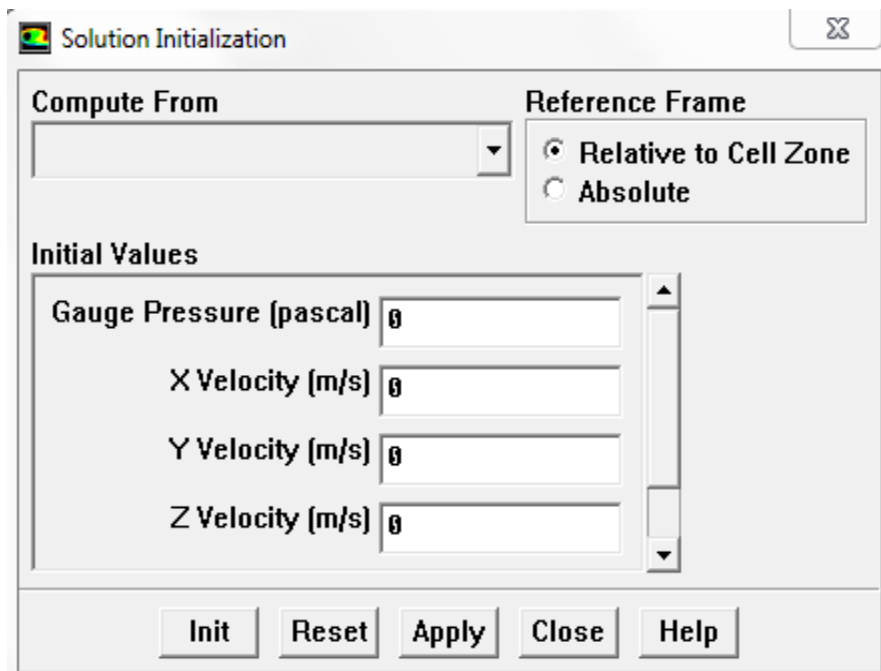 Solution Initialization
Compute From
Reference Frame
Relative to Cell Zone
Absolute
Initial Values
Gauge Pressure (pascal) 0
X Velocity (m/s) 0
Y Velocity (m/s) 0
Z Velocity (m/s) 0
Init Reset Apply Close Help